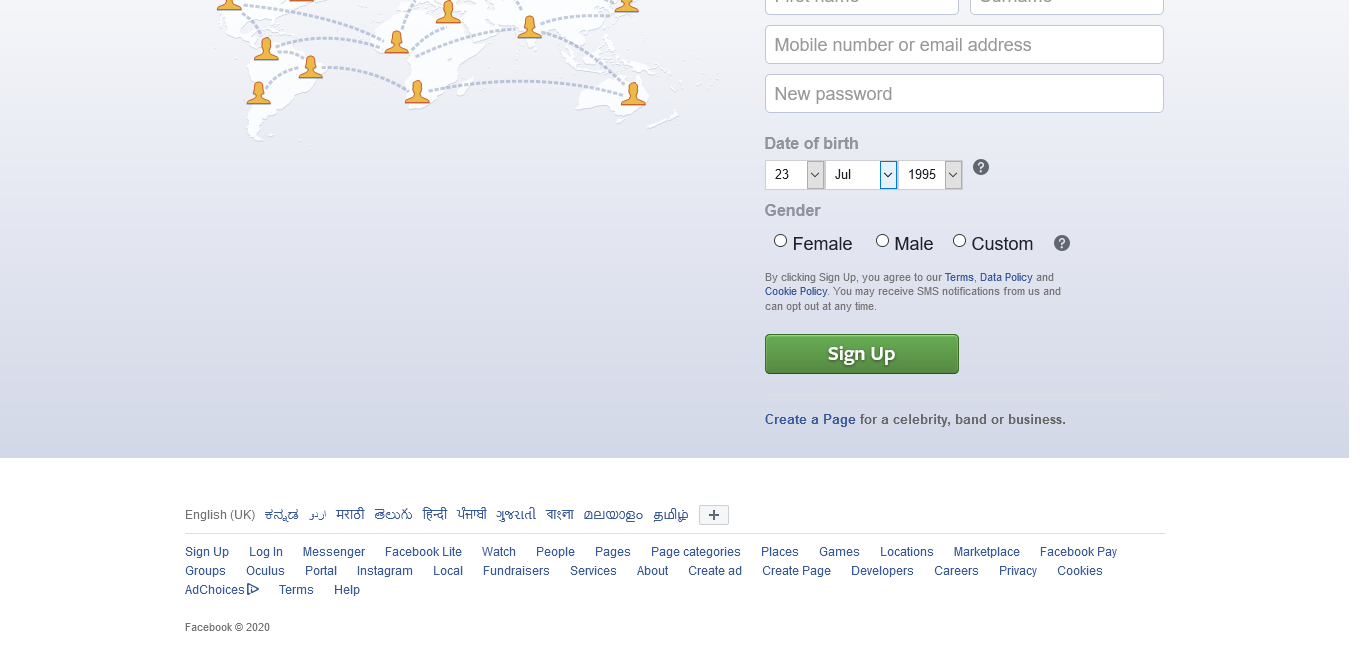 First name Surname
Mobile number or email address
New password
Date of birth
23 Jul 1995 ?
Gender
Female Male Custom ?
By clicking Sign Up, you agree to our Terms, Data Policy and
Cookie Policy. You may receive SMS notifications from us and
can opt out at any time.
Sign Up
Create a Page for a celebrity, band or business.
English (UK) ಕನ್ನಡ اردو मराठी తెలుగు हिन्दी ਪੰਜਾਬੀ ગુજરાતી বাংলা മലയാളം தமிழ் +
Sign Up Log In Messenger Facebook Lite Watch People Pages Page categories Places Games Locations Marketplace Facebook Pay
Groups Oculus Portal Instagram Local Fundraisers Services About Create ad Create Page Developers Careers Privacy Cookies
AdChoices Terms Help
Facebook © 2020